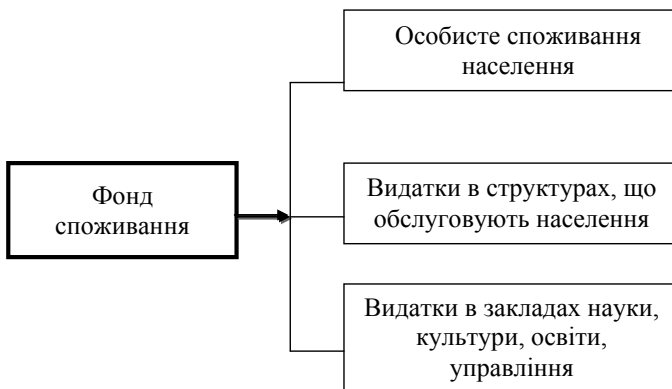 Особисте споживання
населення
Фонд
споживання
Видатки в структурах, що
обслуговують населення
Видатки в закладах науки,
культури, освіти,
управління